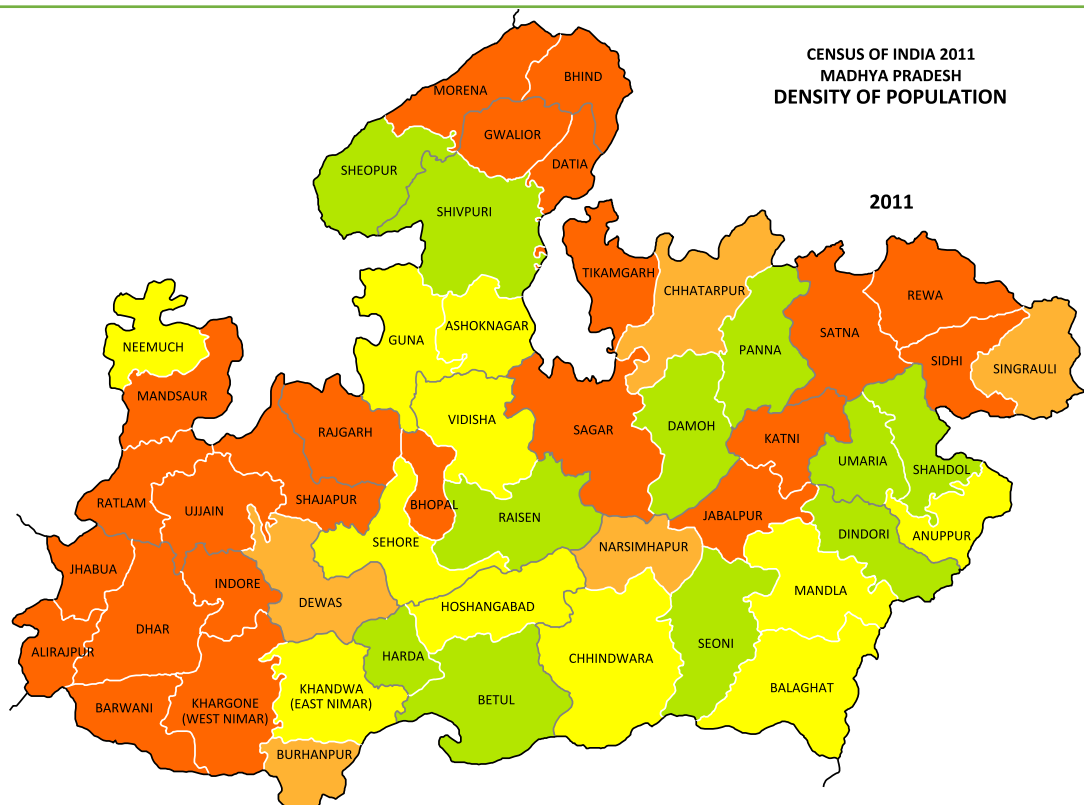 CENSUS OF INDIA 2011
MADHYA PRADESH
DENSITY OF POPULATION
2011
BHIND
MORENA
GWALIOR
DATIA
SHEOPUR
SHIVPURI
TIKAMGARH
CHHATARPUR
REWA
SATNA
SIDHI
SINGRAULI
PANNA
ASHOKNAGAR
GUNA
NEEMUCH
MANDSAUR
VIDISHA
RAJGARH
SAGAR
DAMOH
KATNI
UMARIA
SHAHDOL
RATLAM
UJJAIN
SHAJAPUR
BHOPAL
RAISEN
JABALPUR
DINDORI
ANUPPUR
SEHORE
NARSIMHAPUR
JHABUA
INDORE
DEWAS
HOSHANGABAD
MANDLA
DHAR
ALIRAJPUR
HARDA
CHHINDWARA
SEONI
BALAGHAT
BARWANI
KHARGONE
(WEST NIMAR)
KHANDWA
(EAST NIMAR)
BETUL
BURHANPUR